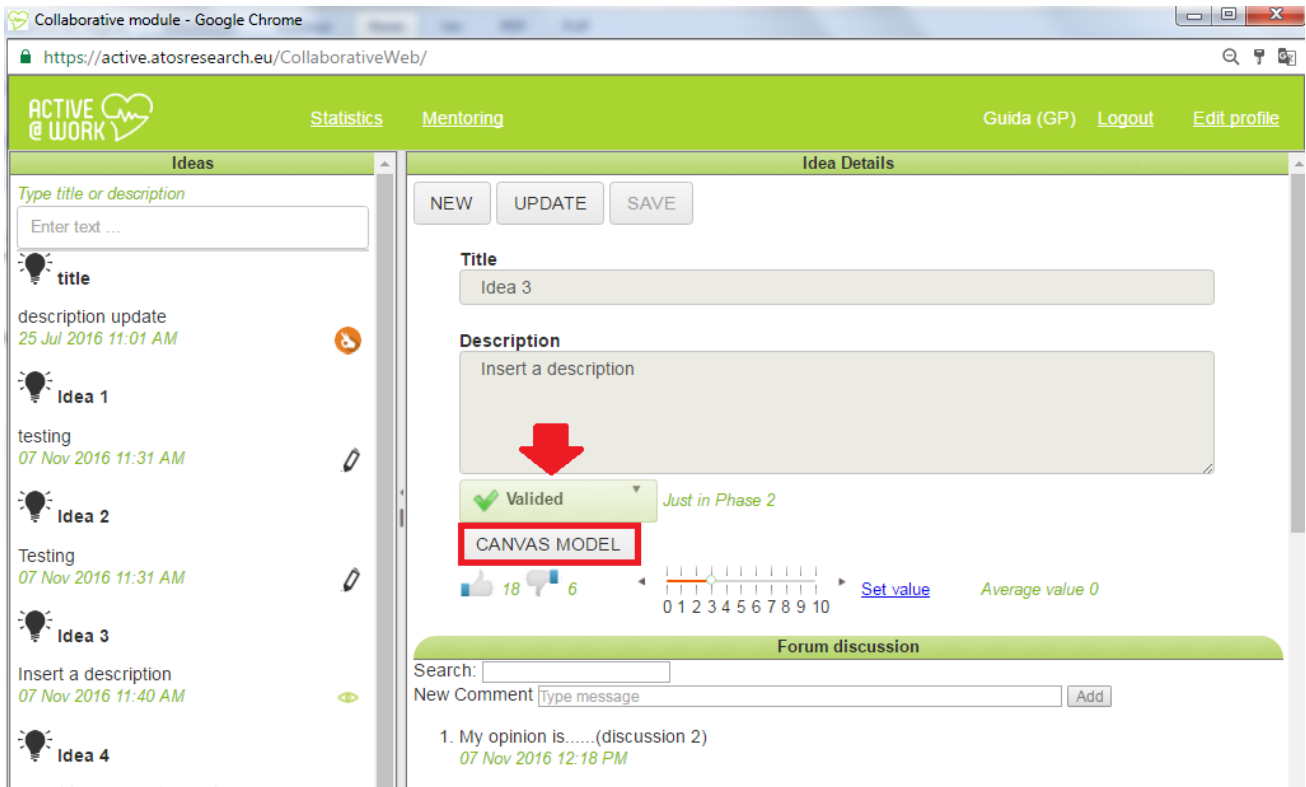 Collaborative module - Google Chrome
https://active.atosresearch.eu/CollaborativeWeb/
ACTIVE
@ WORK
Statistics Mentoring Guida (GP) Logout Edit profile
Ideas
Type title or description
Enter text ...
title
description update
25 Jul 2016 11:01 AM
Idea 1
testing
07 Nov 2016 11:31 AM
Idea 2
Testing
07 Nov 2016 11:31 AM
Idea 3
Insert a description
07 Nov 2016 11:40 AM
Idea 4
Idea Details
NEW UPDATE SAVE
Title
Idea 3
Description
Insert a description
Valided Just in Phase 2
CANVAS MODEL
18 6 0 1 2 3 4 5 6 7 8 9 10 Set value Average value 0
Forum discussion
Search:
New Comment Type message Add
1. My opinion is......(discussion 2)
07 Nov 2016 12:18 PM